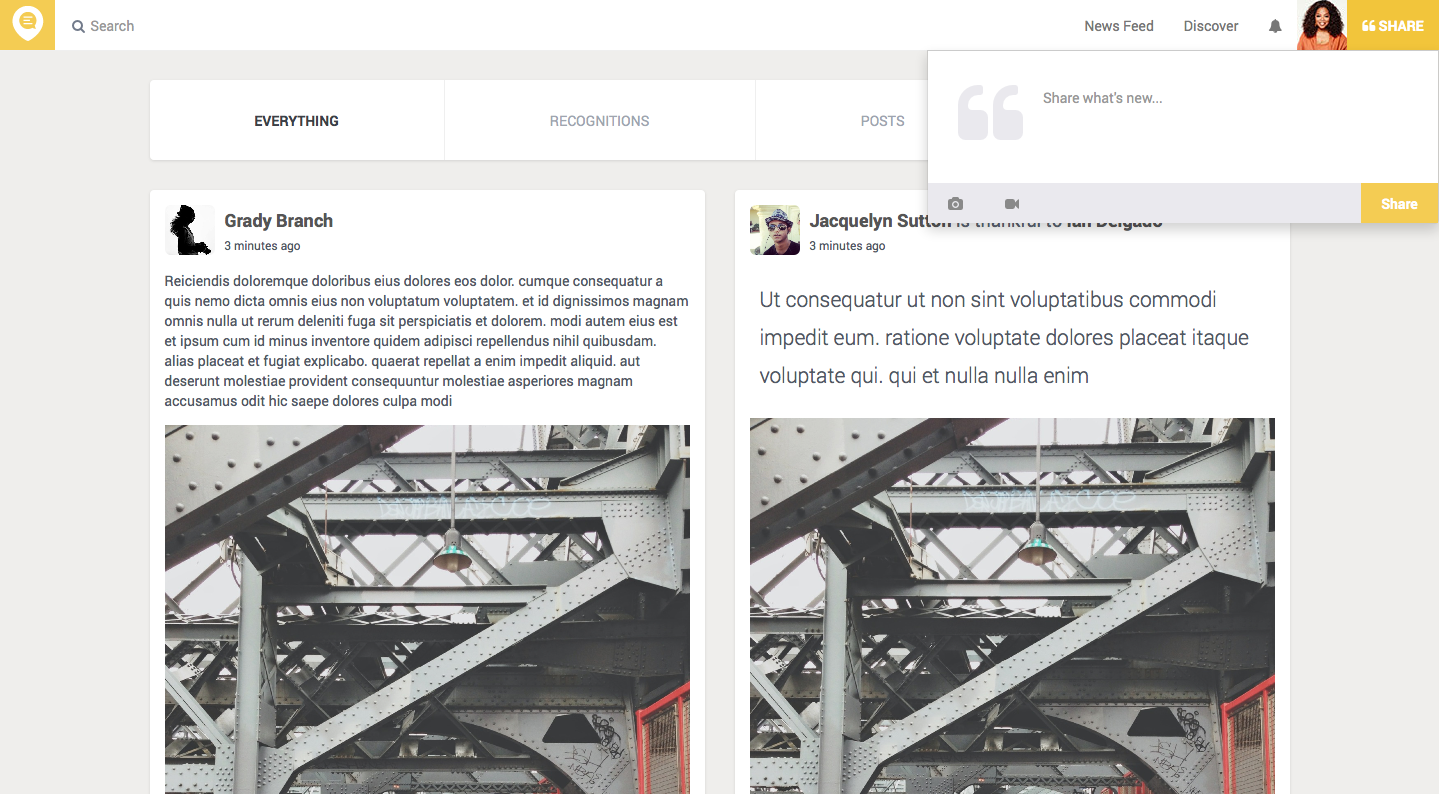 Search
News Feed
Discover
SHARE
Share what's new...
Share
EVERYTHING
RECOGNITIONS
POSTS
Grady Branch
3 minutes ago
Reiciendis doloremque doloribus eius dolores eos dolor. cumque consequatur a
quis nemo dicta omnis eius non voluptatum voluptatem. et id dignissimos magnam
omnis nulla ut rerum deleniti fuga sit perspiciatis et dolorem. modi autem eius est
et ipsum cum id minus inventore quidem adipisci repellendus nihil quibusdam.
alias placeat et fugiat explicabo. quaerat repellat a enim impedit aliquid. aut
deserunt molestiae provident consequuntur molestiae asperiores magnam
accusamus odit hic saepe dolores culpa modi
Jacquelyn Sutton is thankful to Ian Delgado
3 minutes ago
Ut consequatur ut non sint voluptatibus commodi
impedit eum. ratione voluptate dolores placeat itaque
voluptate qui. qui et nulla nulla enim